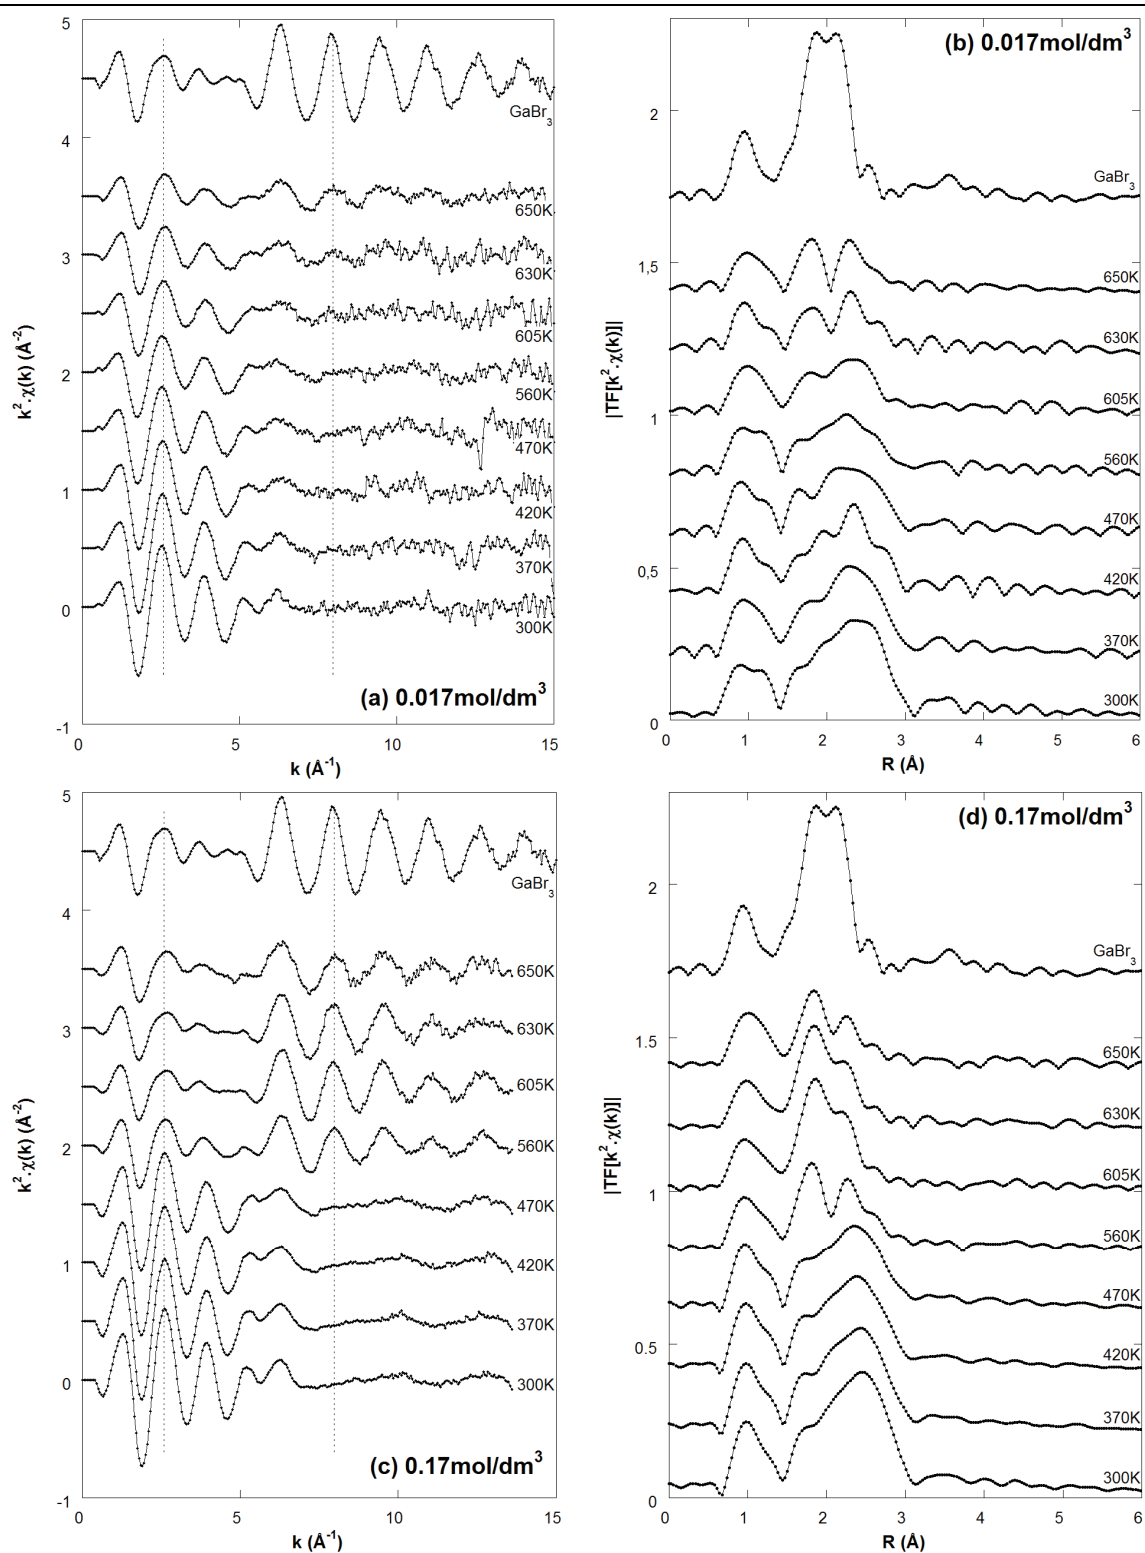 (a) 0.017mol/dm³
k².χ(k) (Å⁻²)
5
4
3
2
1
0
-1
GaBr₃
650K
630K
605K
560K
470K
420K
370K
300K
0
5
10
15
k (Å⁻¹)
(b) 0.017mol/dm³
|TF[k².χ(k)]|
2
1,5
1
0,5
0
GaBr₃
650K
630K
605K
560K
470K
420K
370K
300K
0
1
2
3
4
5
6
R (Å)
(c) 0.17mol/dm³
k².χ(k) (Å⁻²)
5
4
3
2
1
0
-1
GaBr₃
650K
630K
605K
560K
470K
420K
370K
300K
0
5
10
15
k (Å⁻¹)
(d) 0.17mol/dm³
|TF[k².χ(k)]|
2
1.5
1
0.5
0
GaBr₃
650K
630K
605K
560K
470K
420K
370K
300K
0
1
2
3
4
5
6
R (Å)